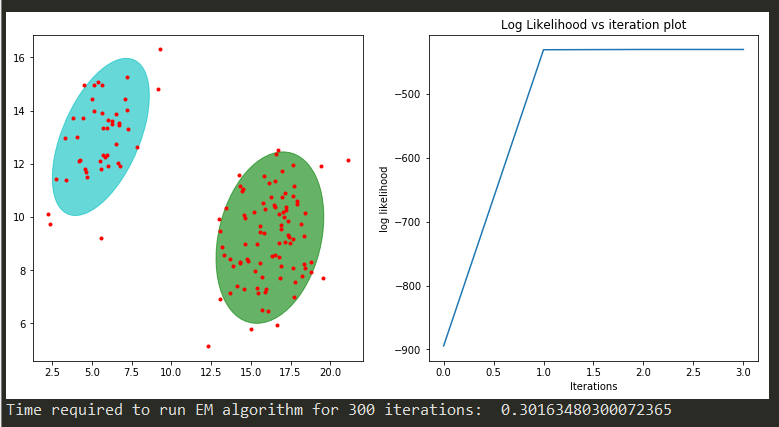 Log Likelihood vs iteration plot
16
14
12
10
8
6
2.5 5.0 7.5 10.0 12.5 15.0 17.5 20.0
log likelihood
−500
−600
−700
−800
−900
0.0 0.5 1.0 1.5 2.0 2.5 3.0
Iterations
Time required to run EM algorithm for 300 iterations:  0.30163480300072365